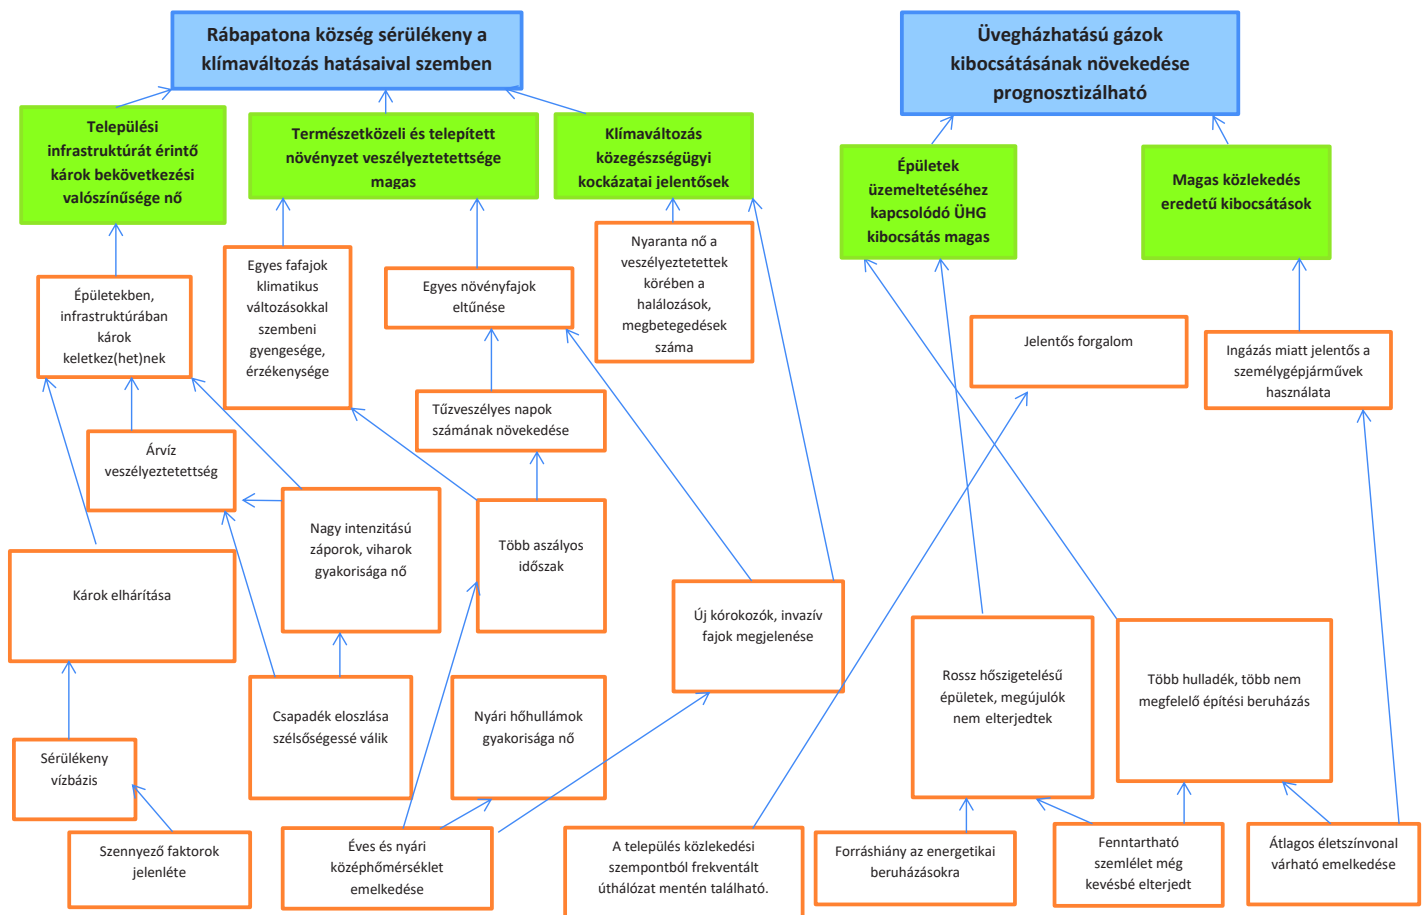 Rábapatona község sérülékeny a
klímaváltozás hatásaival szemben
Üvegházhatású gázok
kibocsátásának növekedése
prognosztizálható
Települési
infrastruktúrát érintő
károk bekövetkezési
valószínűsége nő
Természetközeli és telepített
növényzet veszélyeztetettsége
magas
Klímaváltozás
közegészségügyi
kockázatai jelentősek
Épületek
üzemeltetéséhez
kapcsolódó ÜHG
kibocsátás magas
Magas közlekedés
eredetű kibocsátások
Épületekben,
infrastruktúrában
károk
keletkez(het)nek
Egyes fafajok
klimatikus
változásokkal
szembeni
gyengesége,
érzékenysége
Egyes növényfajok
eltűnése
Nyaranta nő a
veszélyeztetettek
körében a
halálozások,
megbetegedések
száma
Jelentős forgalom
Ingázás miatt jelentős a
személygépjárművek
használata
Tűzveszélyes napok
számának növekedése
Árvíz
veszélyeztetettség
Nagy intenzitású
záporok, viharok
gyakorisága nő
Több aszályos
időszak
Károk elhárítása
Új kórokozók, invazív
fajok megjelenése
Rossz hőszigetelésű
épületek, megújulók
nem elterjedtek
Több hulladék, több nem
megfelelő építési beruházás
Csapadék eloszlása
szélsőségessé válik
Nyári hőhullámok
gyakorisága nő
Sérülékeny
vízbázis
Szennyező faktorok
jelenléte
Éves és nyári
középhőmérséklet
emelkedése
A település közlekedési
szempontból frekventált
úthálózat mentén található.
Forráshiány az energetikai
beruházásokra
Fenntartható
szemlélet még
kevésbé elterjedt
Átlagos életszínvonal
várható emelkedése